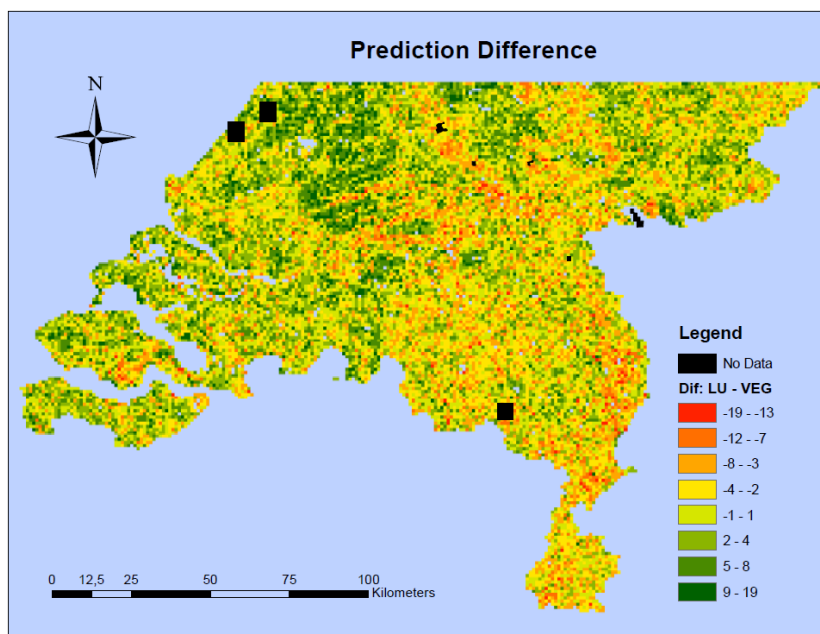 Prediction Difference
N
Legend
No Data
Dif: LU - VEG
-19 - -13
-12 - -7
-8 - -3
-4 - -2
-1 - 1
2 - 4
5 - 8
9 - 19
0 12,5 25 50 75 100
Kilometers